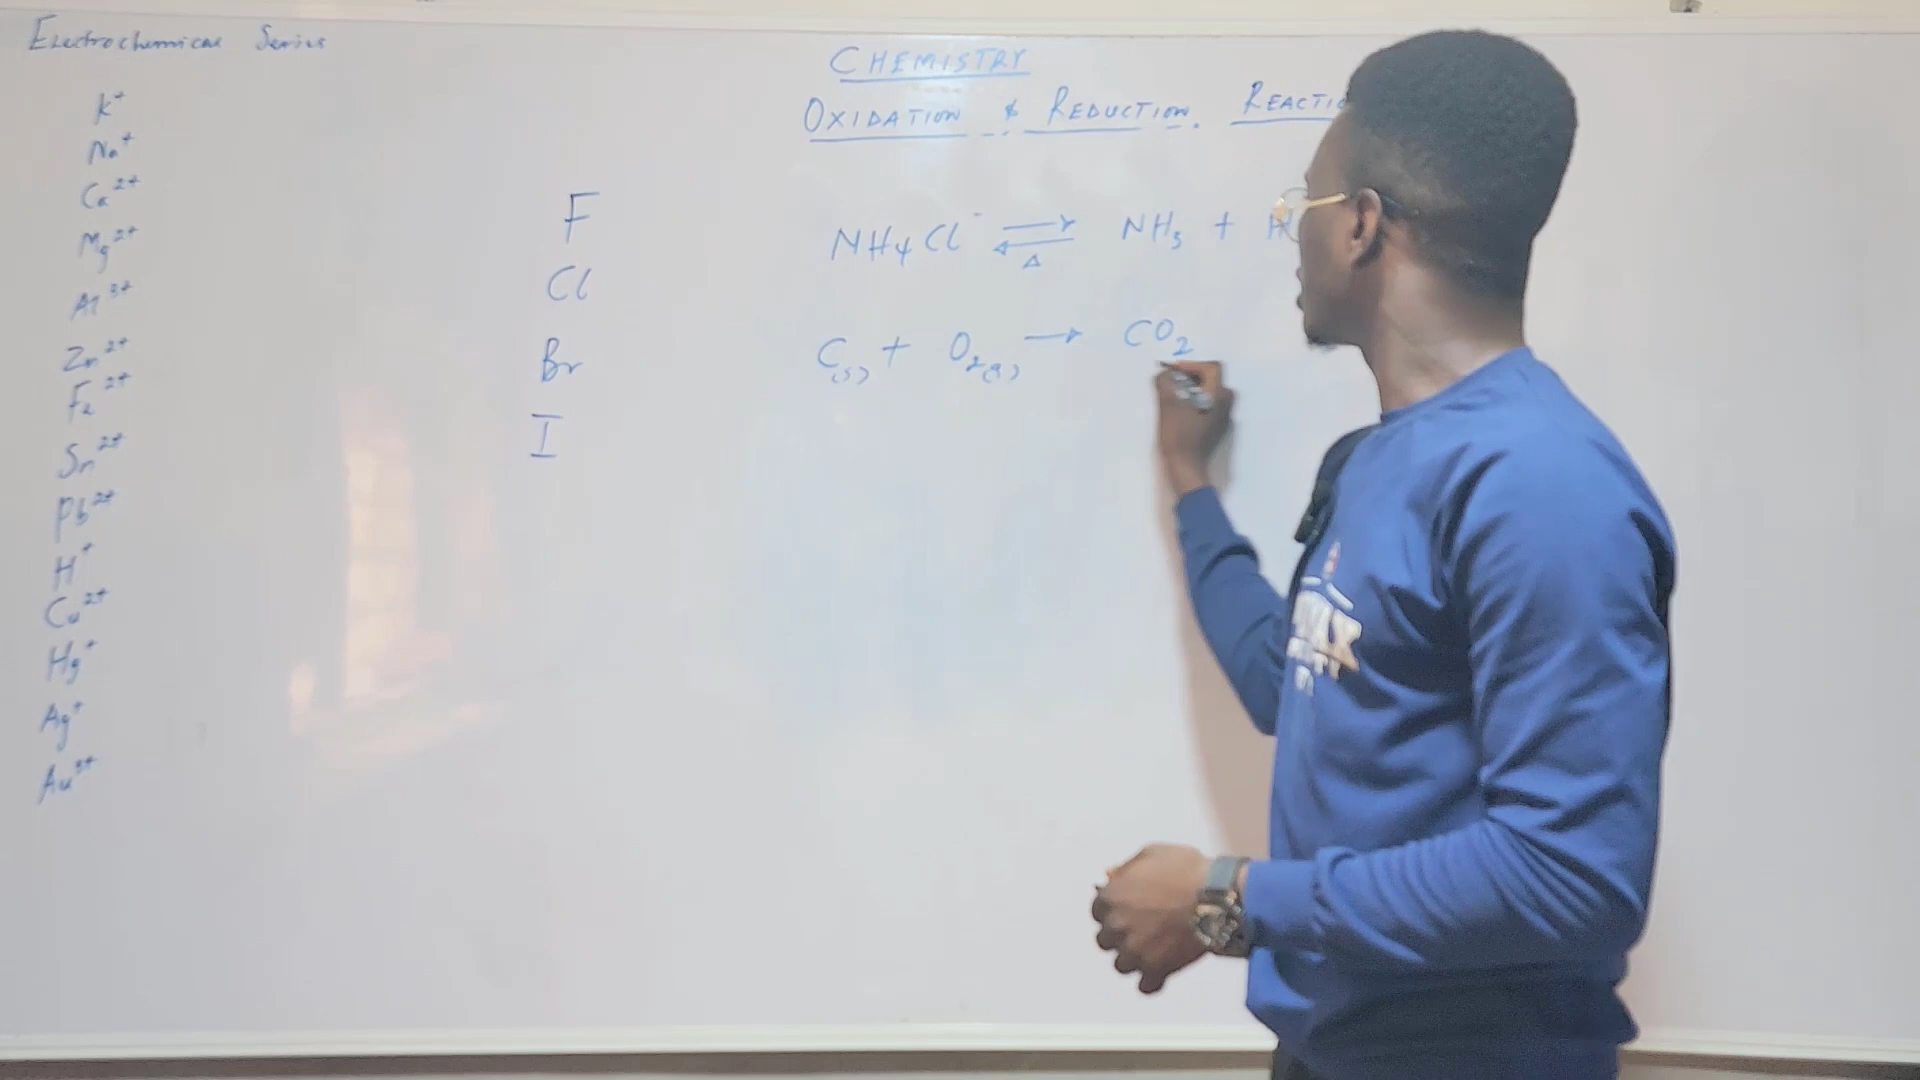 Electrochemical Series
K⁺
Na⁺
Ca²⁺
Mg²⁺
Al³⁺
Zn²⁺
Fe²⁺
Sn²⁺
Pb²⁺
H⁺
Cu²⁺
Hg⁺
Ag⁺
Au³⁺
F
Cl
Br
I
CHEMISTRY
OXIDATION & REDUCTION REACTIO
NH₄Cl ⇌ NH₃ + H
Δ
C(s) + O₂(g) → CO₂